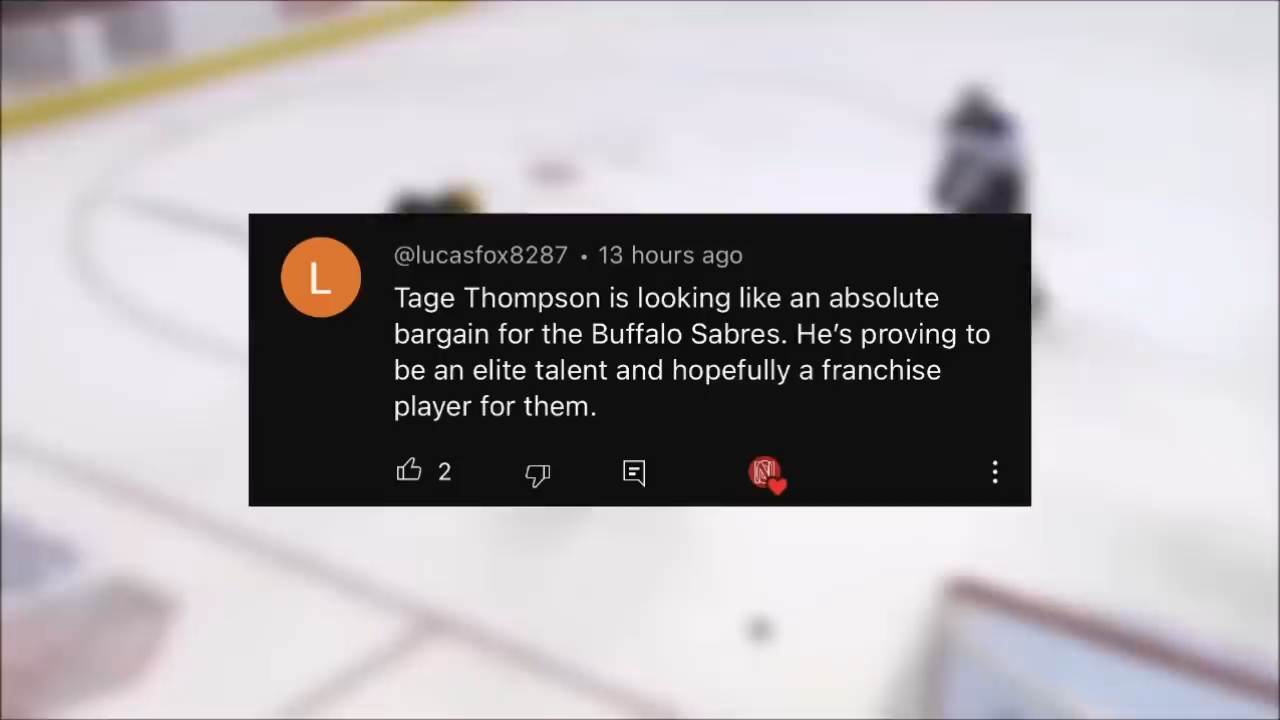 L
@lucasfox8287 • 13 hours ago
Tage Thompson is looking like an absolute
bargain for the Buffalo Sabres. He’s proving to
be an elite talent and hopefully a franchise
player for them.
2
N